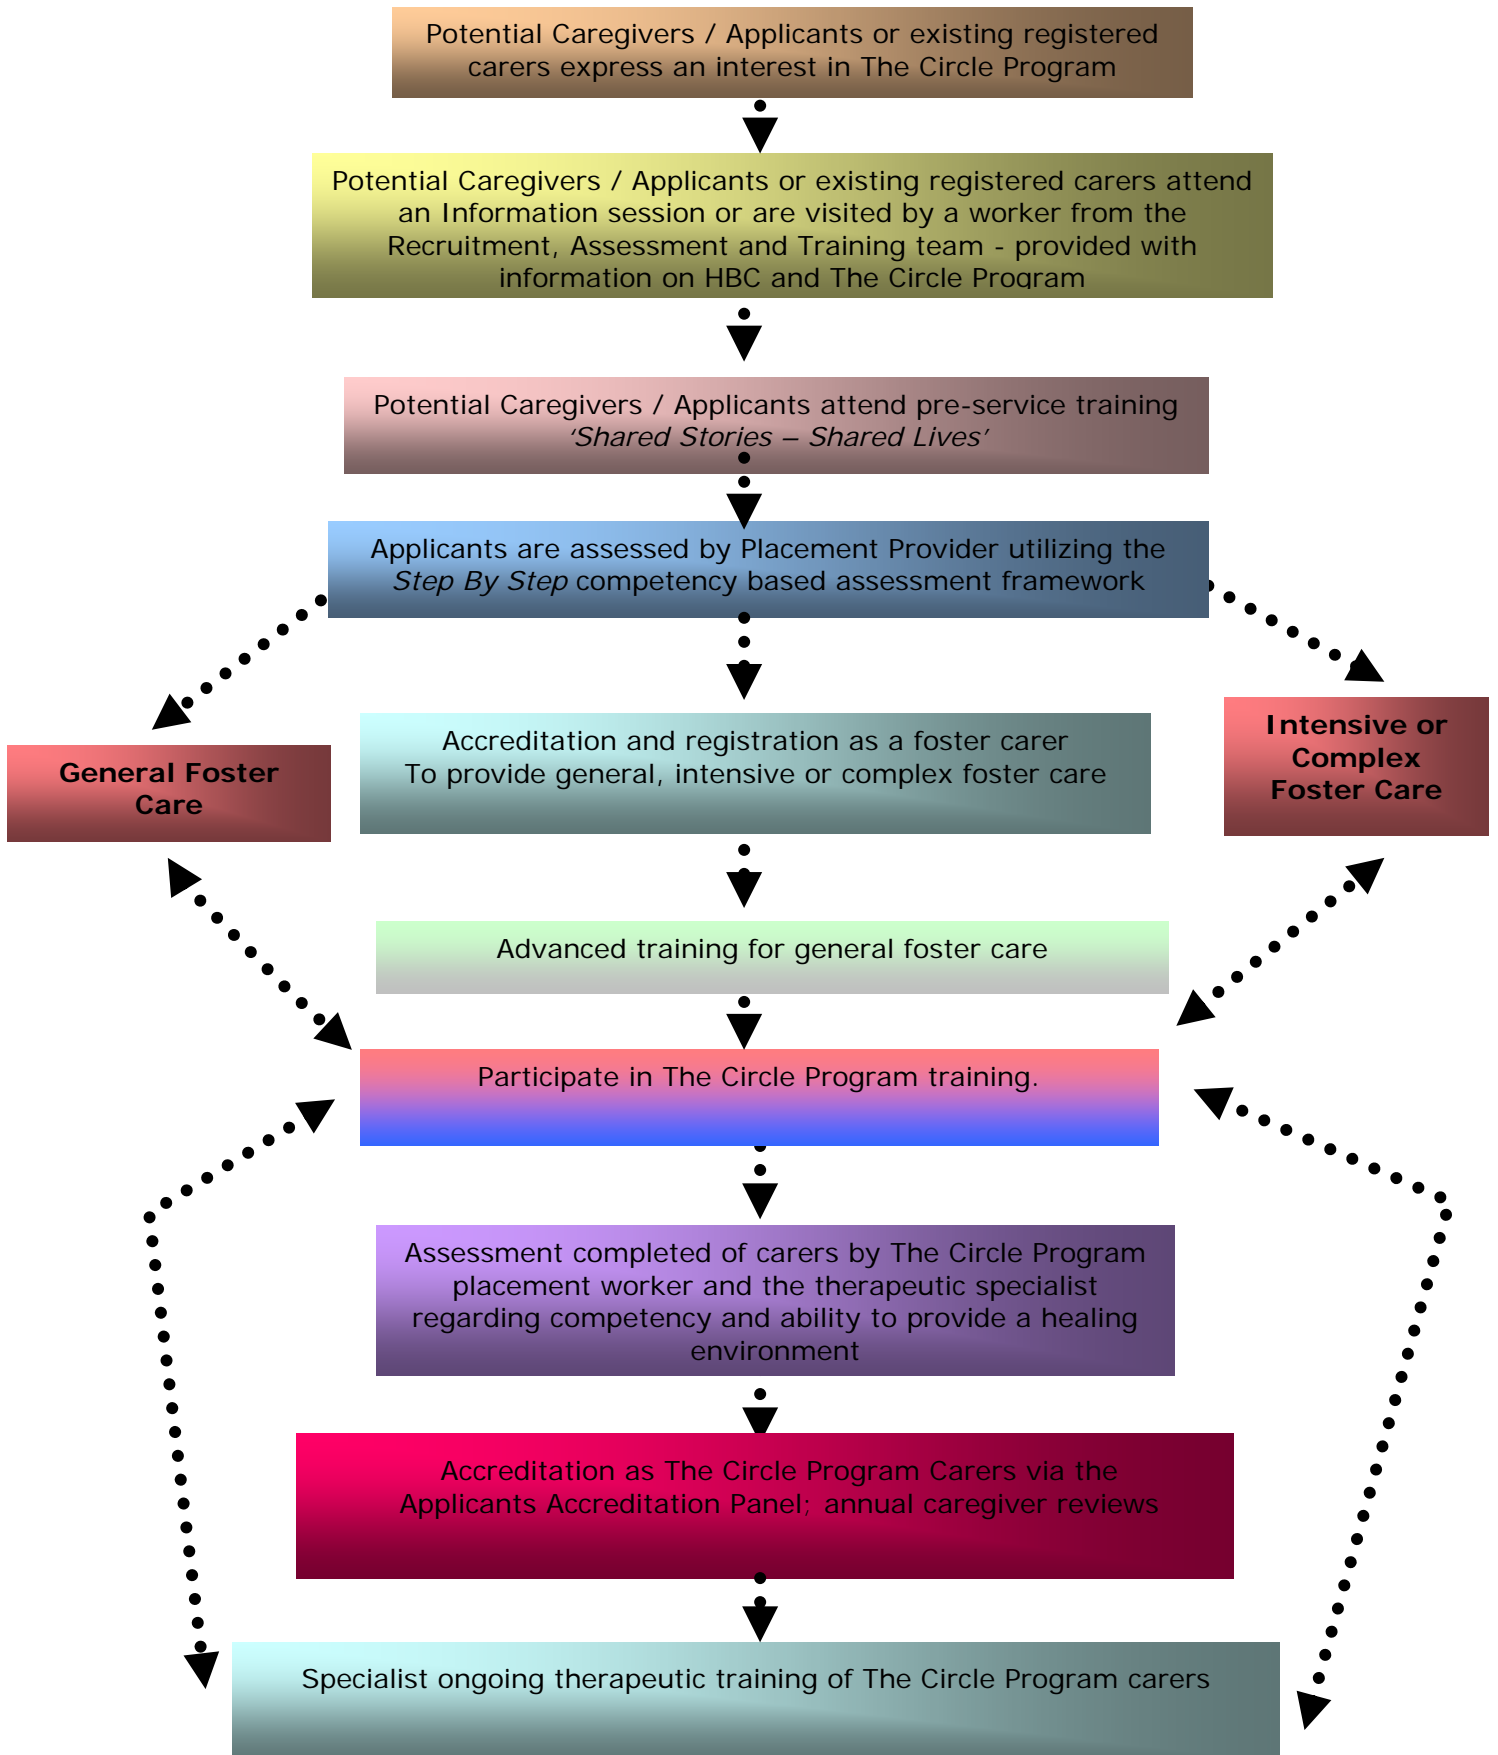 Potential Caregivers / Applicants or existing registered
carers express an interest in The Circle Program
Potential Caregivers / Applicants or existing registered carers attend
an Information session or are visited by a worker from the
Recruitment, Assessment and Training team - provided with
information on HBC and The Circle Program
Potential Caregivers / Applicants attend pre-service training
‘Shared Stories – Shared Lives’
Applicants are assessed by Placement Provider utilizing the
Step By Step competency based assessment framework
General Foster
Care
Accreditation and registration as a foster carer
To provide general, intensive or complex foster care
Intensive or
Complex
Foster Care
Advanced training for general foster care
Participate in The Circle Program training.
Assessment completed of carers by The Circle Program
placement worker and the therapeutic specialist
regarding competency and ability to provide a healing
environment
Accreditation as The Circle Program Carers via the
Applicants Accreditation Panel; annual caregiver reviews
Specialist ongoing therapeutic training of The Circle Program carers